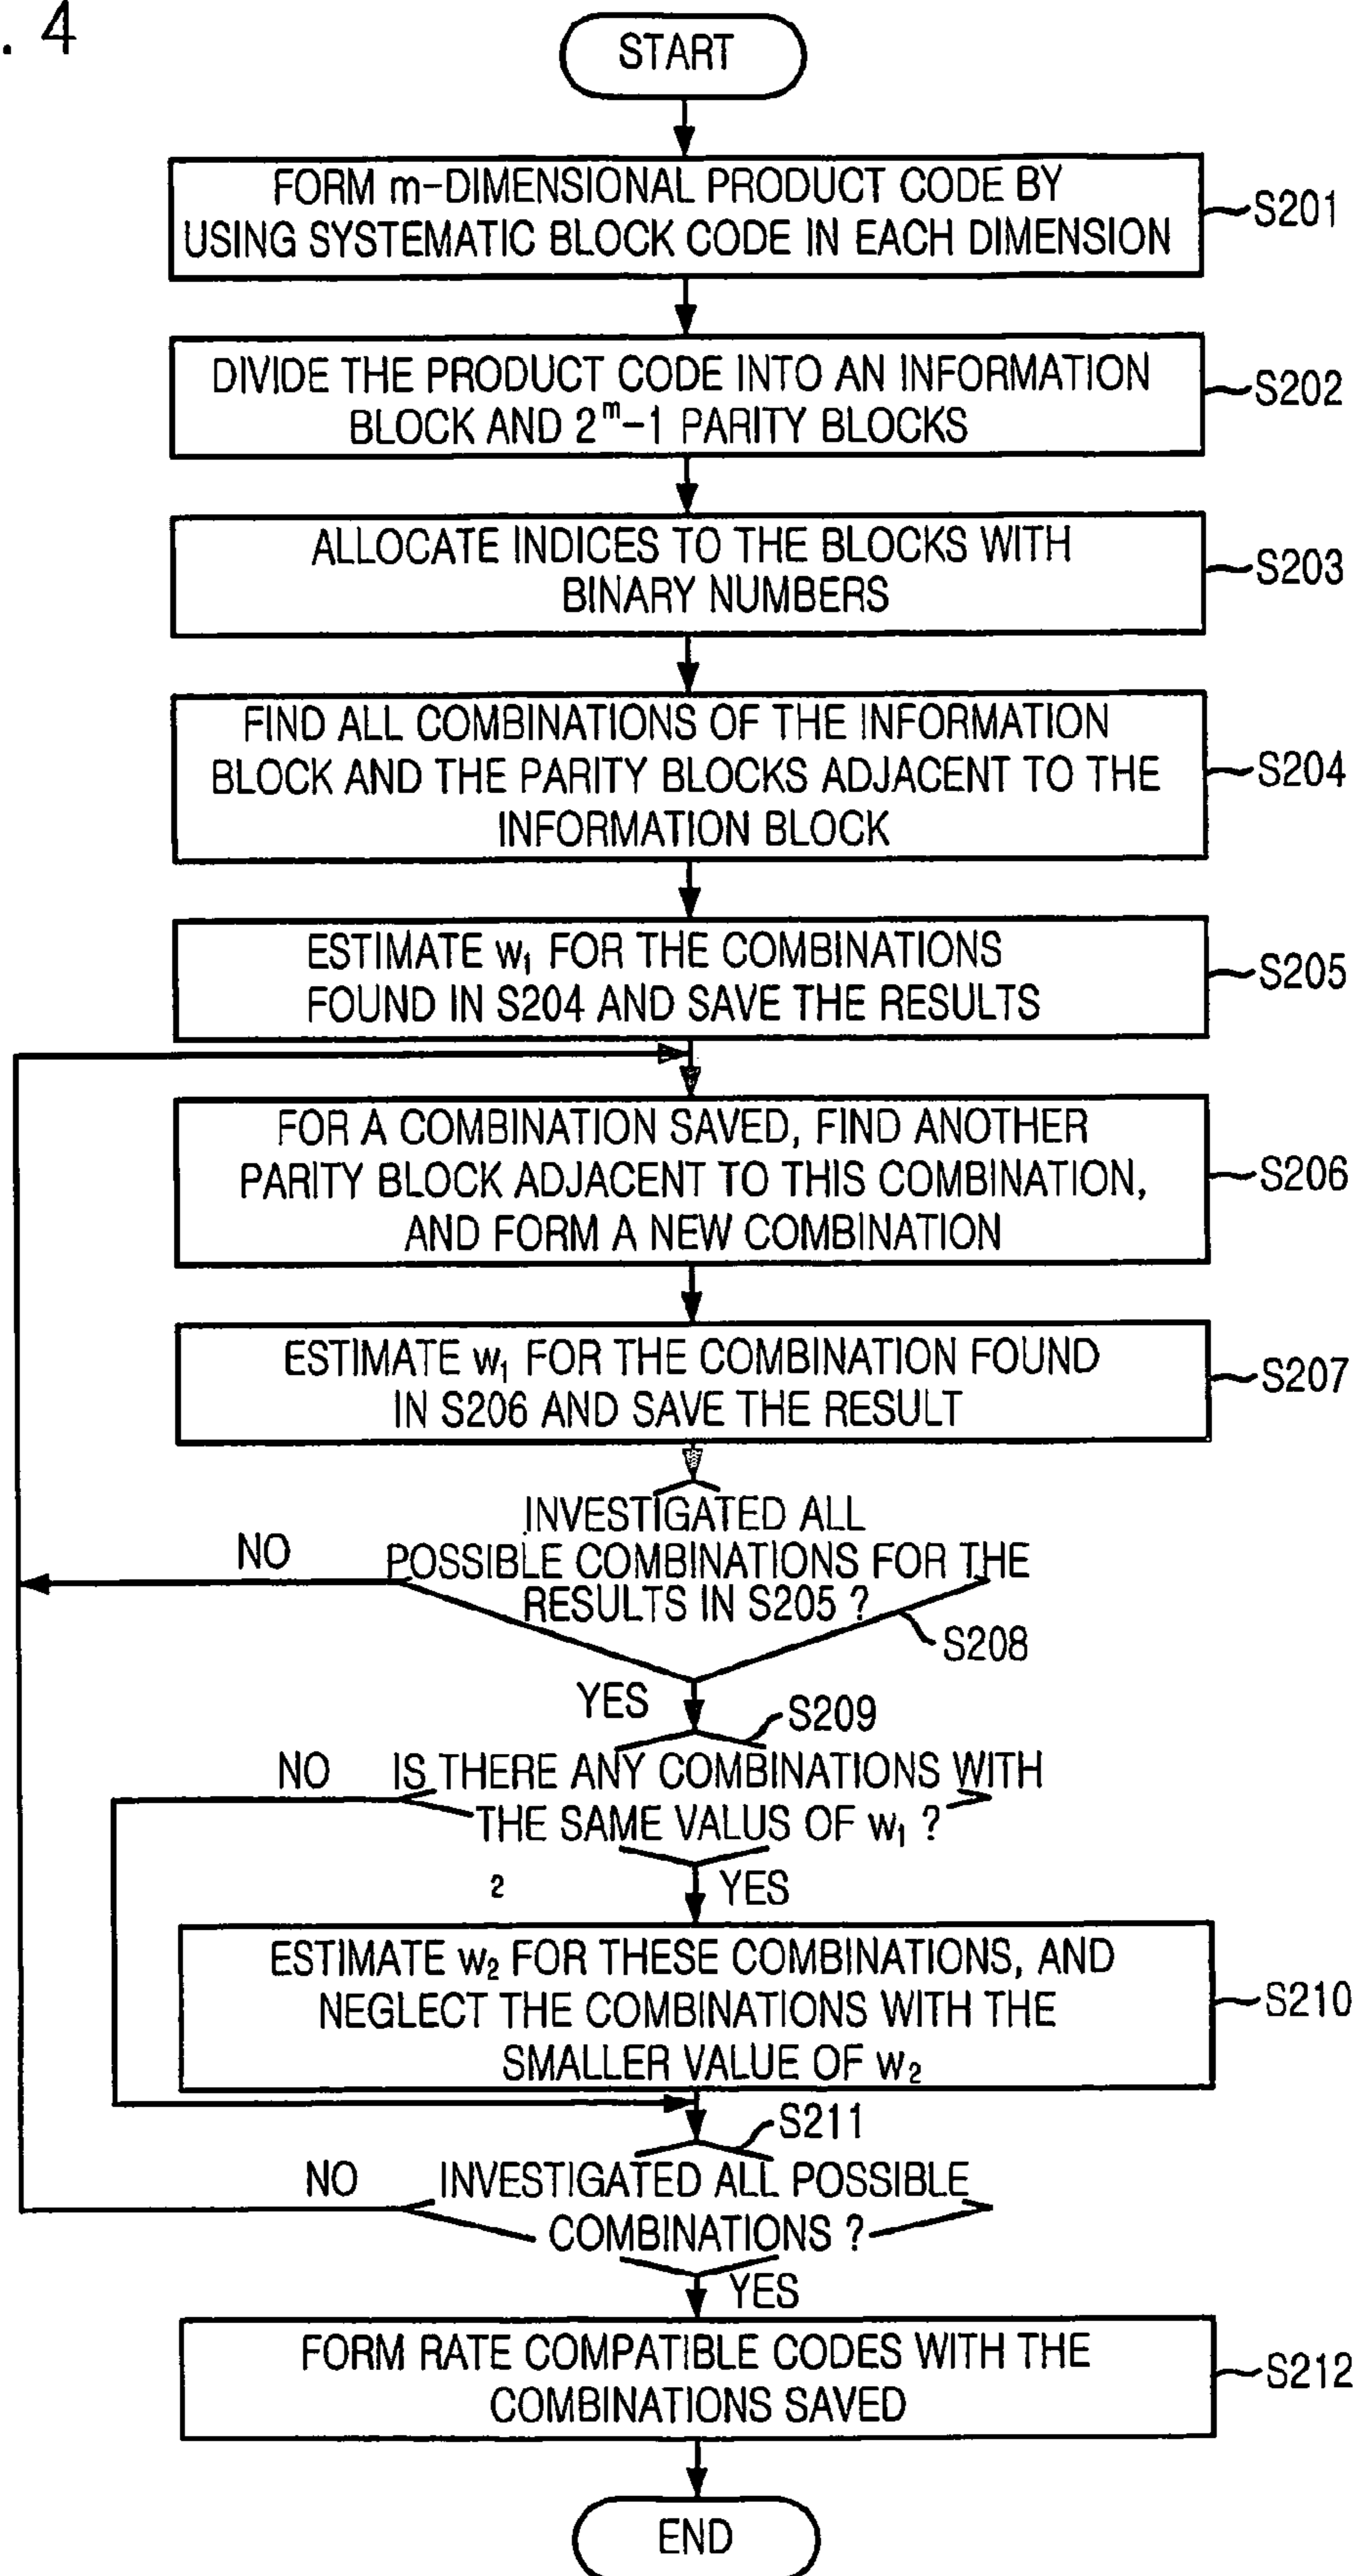 . 4
START
FORM m-DIMENSIONAL PRODUCT CODE BY
USING SYSTEMATIC BLOCK CODE IN EACH DIMENSION
S201
DIVIDE THE PRODUCT CODE INTO AN INFORMATION
BLOCK AND 2^m-1 PARITY BLOCKS
S202
ALLOCATE INDICES TO THE BLOCKS WITH
BINARY NUMBERS
S203
FIND ALL COMBINATIONS OF THE INFORMATION
BLOCK AND THE PARITY BLOCKS ADJACENT TO THE
INFORMATION BLOCK
S204
ESTIMATE w₁ FOR THE COMBINATIONS
FOUND IN S204 AND SAVE THE RESULTS
S205
FOR A COMBINATION SAVED, FIND ANOTHER
PARITY BLOCK ADJACENT TO THIS COMBINATION,
AND FORM A NEW COMBINATION
S206
ESTIMATE w₁ FOR THE COMBINATION FOUND
IN S206 AND SAVE THE RESULT
S207
INVESTIGATED ALL
POSSIBLE COMBINATIONS FOR THE
RESULTS IN S205 ?
NO
S208
YES
S209
NO
IS THERE ANY COMBINATIONS WITH
THE SAME VALUS OF w₁ ?
2
YES
ESTIMATE w₂ FOR THESE COMBINATIONS, AND
NEGLECT THE COMBINATIONS WITH THE
SMALLER VALUE OF w₂
S210
S211
NO
INVESTIGATED ALL POSSIBLE
COMBINATIONS ?
YES
FORM RATE COMPATIBLE CODES WITH THE
COMBINATIONS SAVED
S212
END